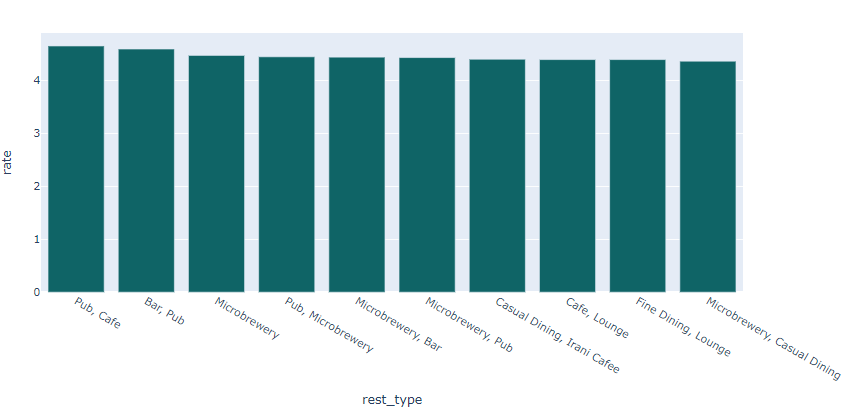 rate
4
3
2
1
0
Pub, Cafe
Bar, Pub
Microbrewery
Pub, Microbrewery
Microbrewery, Bar
Microbrewery, Pub
Casual Dining, Irani Cafee
Cafe, Lounge
Fine Dining, Lounge
Microbrewery, Casual Dining
rest_type